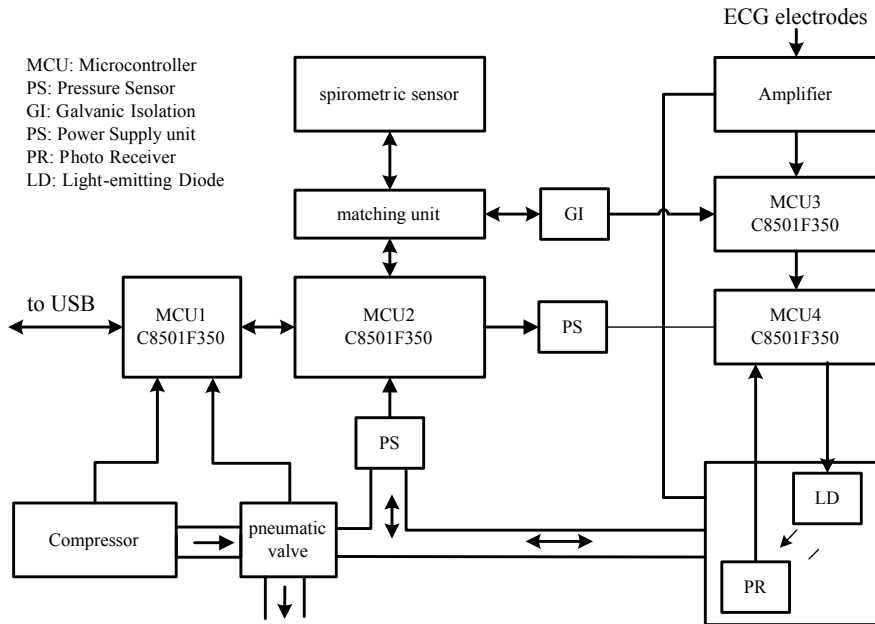 ECG electrodes
MCU: Microcontroller
PS: Pressure Sensor
GI: Galvanic Isolation
PS: Power Supply unit
PR: Photo Receiver
LD: Light-emitting Diode
spirometric sensor
Amplifier
matching unit
GI
MCU3
C8501F350
to USB
MCU1
C8501F350
MCU2
C8501F350
PS
MCU4
C8501F350
PS
LD
Compressor
pneumatic
valve
PR